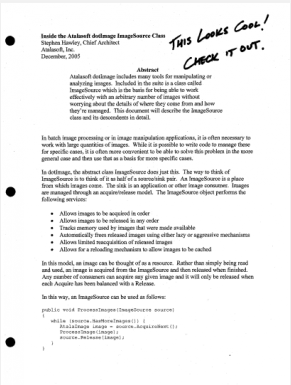 Inside the Atalasoft dotImage ImageSource Class
Stephen Hawley, Chief Architect
Atalasoft, Inc.
December, 2005
THIS LOOKS COOL!
CHECK IT OUT.
Abstract
Atalasoft dotImage includes many tools for manipulating or
analyzing images. Included in the suite is a class called
ImageSource which is the basis for being able to work
effectively with an arbitrary number of images without
worrying about the details of where they come from and how
they're managed. This document will describe the ImageSource
class and its descendents in detail.
In batch image processing or in image manipulation applications, it is often necessary to
work with large quantities of images. While it is possible to write code to manage these
for specific cases, it is often more convenient to be able to solve this problem in the more
general case and then use that as a basis for more specific cases.
In dotImage, the abstract class ImageSource does just this. The way to think of
ImageSource is to think of is as half of a source/sink pair. An ImageSource is a place
from which images come. The sink is an application or other image consumer. Images
are managed through an acquire/release model. The ImageSource object performs the
following services:
• Allows images to be acquired in order
• Allows images to be released in any order
• Tracks memory used by images that were made available
• Automatically frees released images using either lazy or aggressive mechanisms
• Allows limited reacquisition of released images
• Allows for a reloading mechanism to allow images to be cached
In this model, an image can be thought of as a resource. Rather than simply being read
and used, an image is acquired from the ImageSource and then released when finished.
Any number of consumers can acquire any given image and it will only be released when
each Acquire has been balanced with a Release.
In this way, an ImageSource can be used as follows:
public void ProcessImages(ImageSource source)
{
while (source.HasMoreImages()) {
AtalaImage image = source.AcquireNext();
ProcessImage(image);
source.Release(image);
}
}